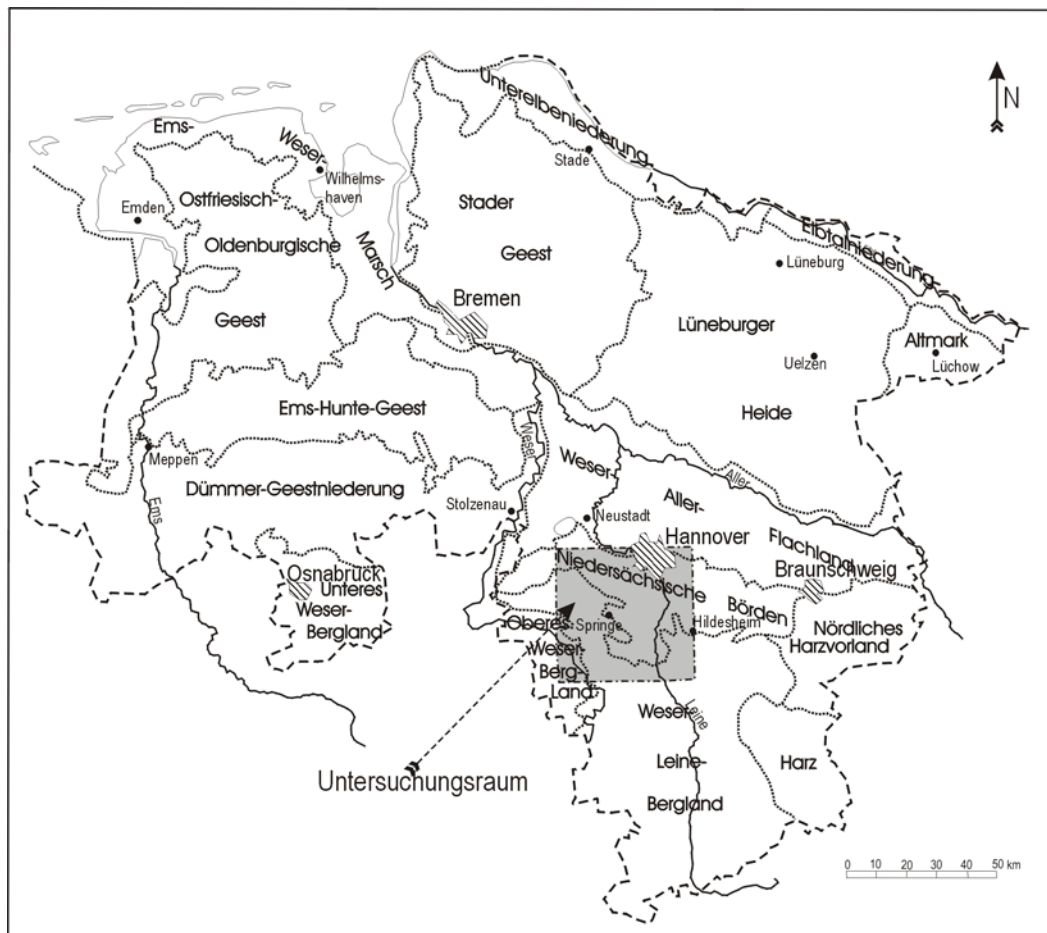 N
Unterelbeniederung
Stade
Ems-
Weser-
Marsch
Wilhelms-
haven
Emden
Ostfriesisch-
Oldenburgische
Geest
Stader
Geest
Elbtalniederung
Lüneburg
Bremen
Lüneburger
Heide
Altmark
Lüchow
Uelzen
Ems-Hunte-Geest
Weser
Meppen
Ems
Dümmer-Geestniederung
Stolzenau
Weser-
Aller-
Flachland
Aller
Neustadt
Hannover
Braunschweig
Niedersächsische
Börden
Osnabrück
Unteres
Weser-
Bergland
Oberes
Weser-
Berg-
Land
Springe
Hildesheim
Nördliches
Harzvorland
Weser-
Leine-
Bergland
Leine
Harz
Untersuchungsraum
0 10 20 30 40 50 km